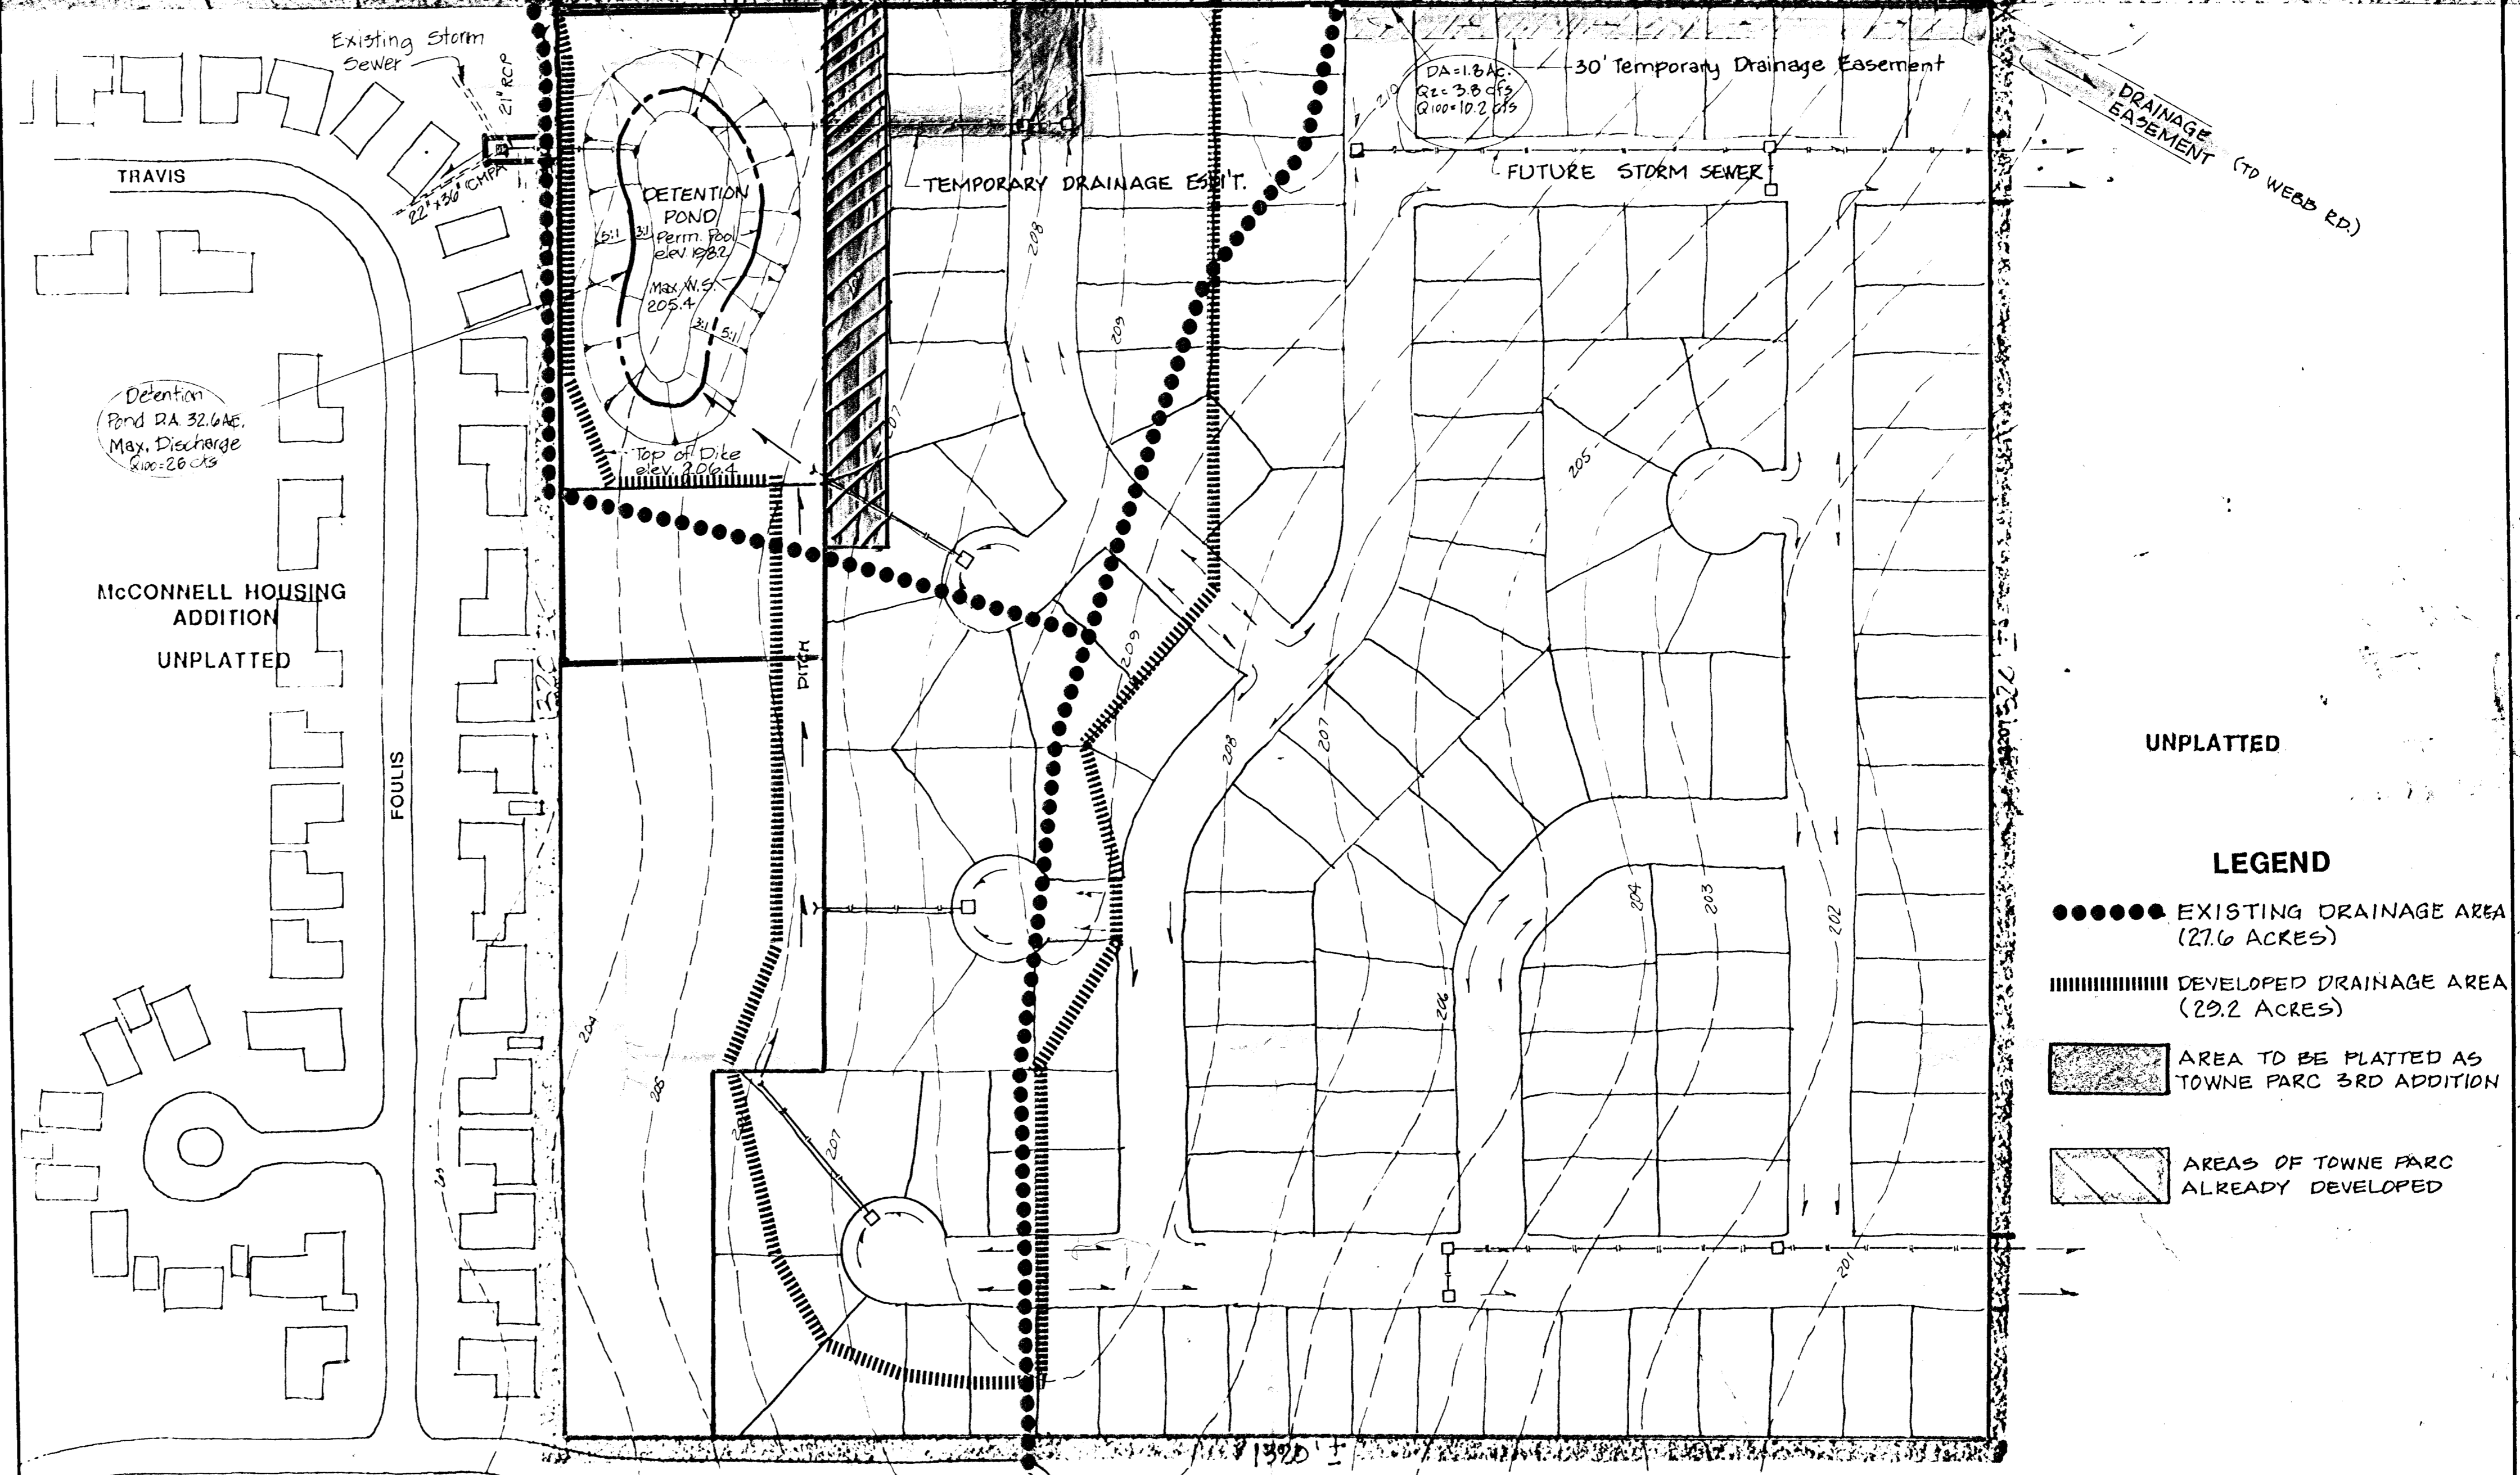 Existing Storm
Sewer
21" RCP
TRAVIS
22"x36" (CMPA)
DETENTION
POND
Perm. Pool
elev. 198.2
Max. W.S.
205.4
5:1
3:1
3:1
5:1
Top of Dike
elev. 206.4
Detention
Pond D.A. 32.6 AC.
Max. Discharge
Q100=26 cfs
McCONNELL HOUSING
ADDITION
UNPLATTED
FOULIS
DITCH
TEMPORARY DRAINAGE ESM'T.
DA=1.8 Ac.
Q2= 3.8 cfs
Q100=10.2 cfs
30' Temporary Drainage Easement
FUTURE STORM SEWER
DRAINAGE
EASEMENT (TO WEBB RD.)
210
208
209
207
205
209
208
207
204
203
202
206
204
205
207
203
201
1320' ±
UNPLATTED
LEGEND
EXISTING DRAINAGE AREA
(27.6 ACRES)
DEVELOPED DRAINAGE AREA
(29.2 ACRES)
AREA TO BE PLATTED AS
TOWNE PARC 3RD ADDITION
AREAS OF TOWNE PARC
ALREADY DEVELOPED